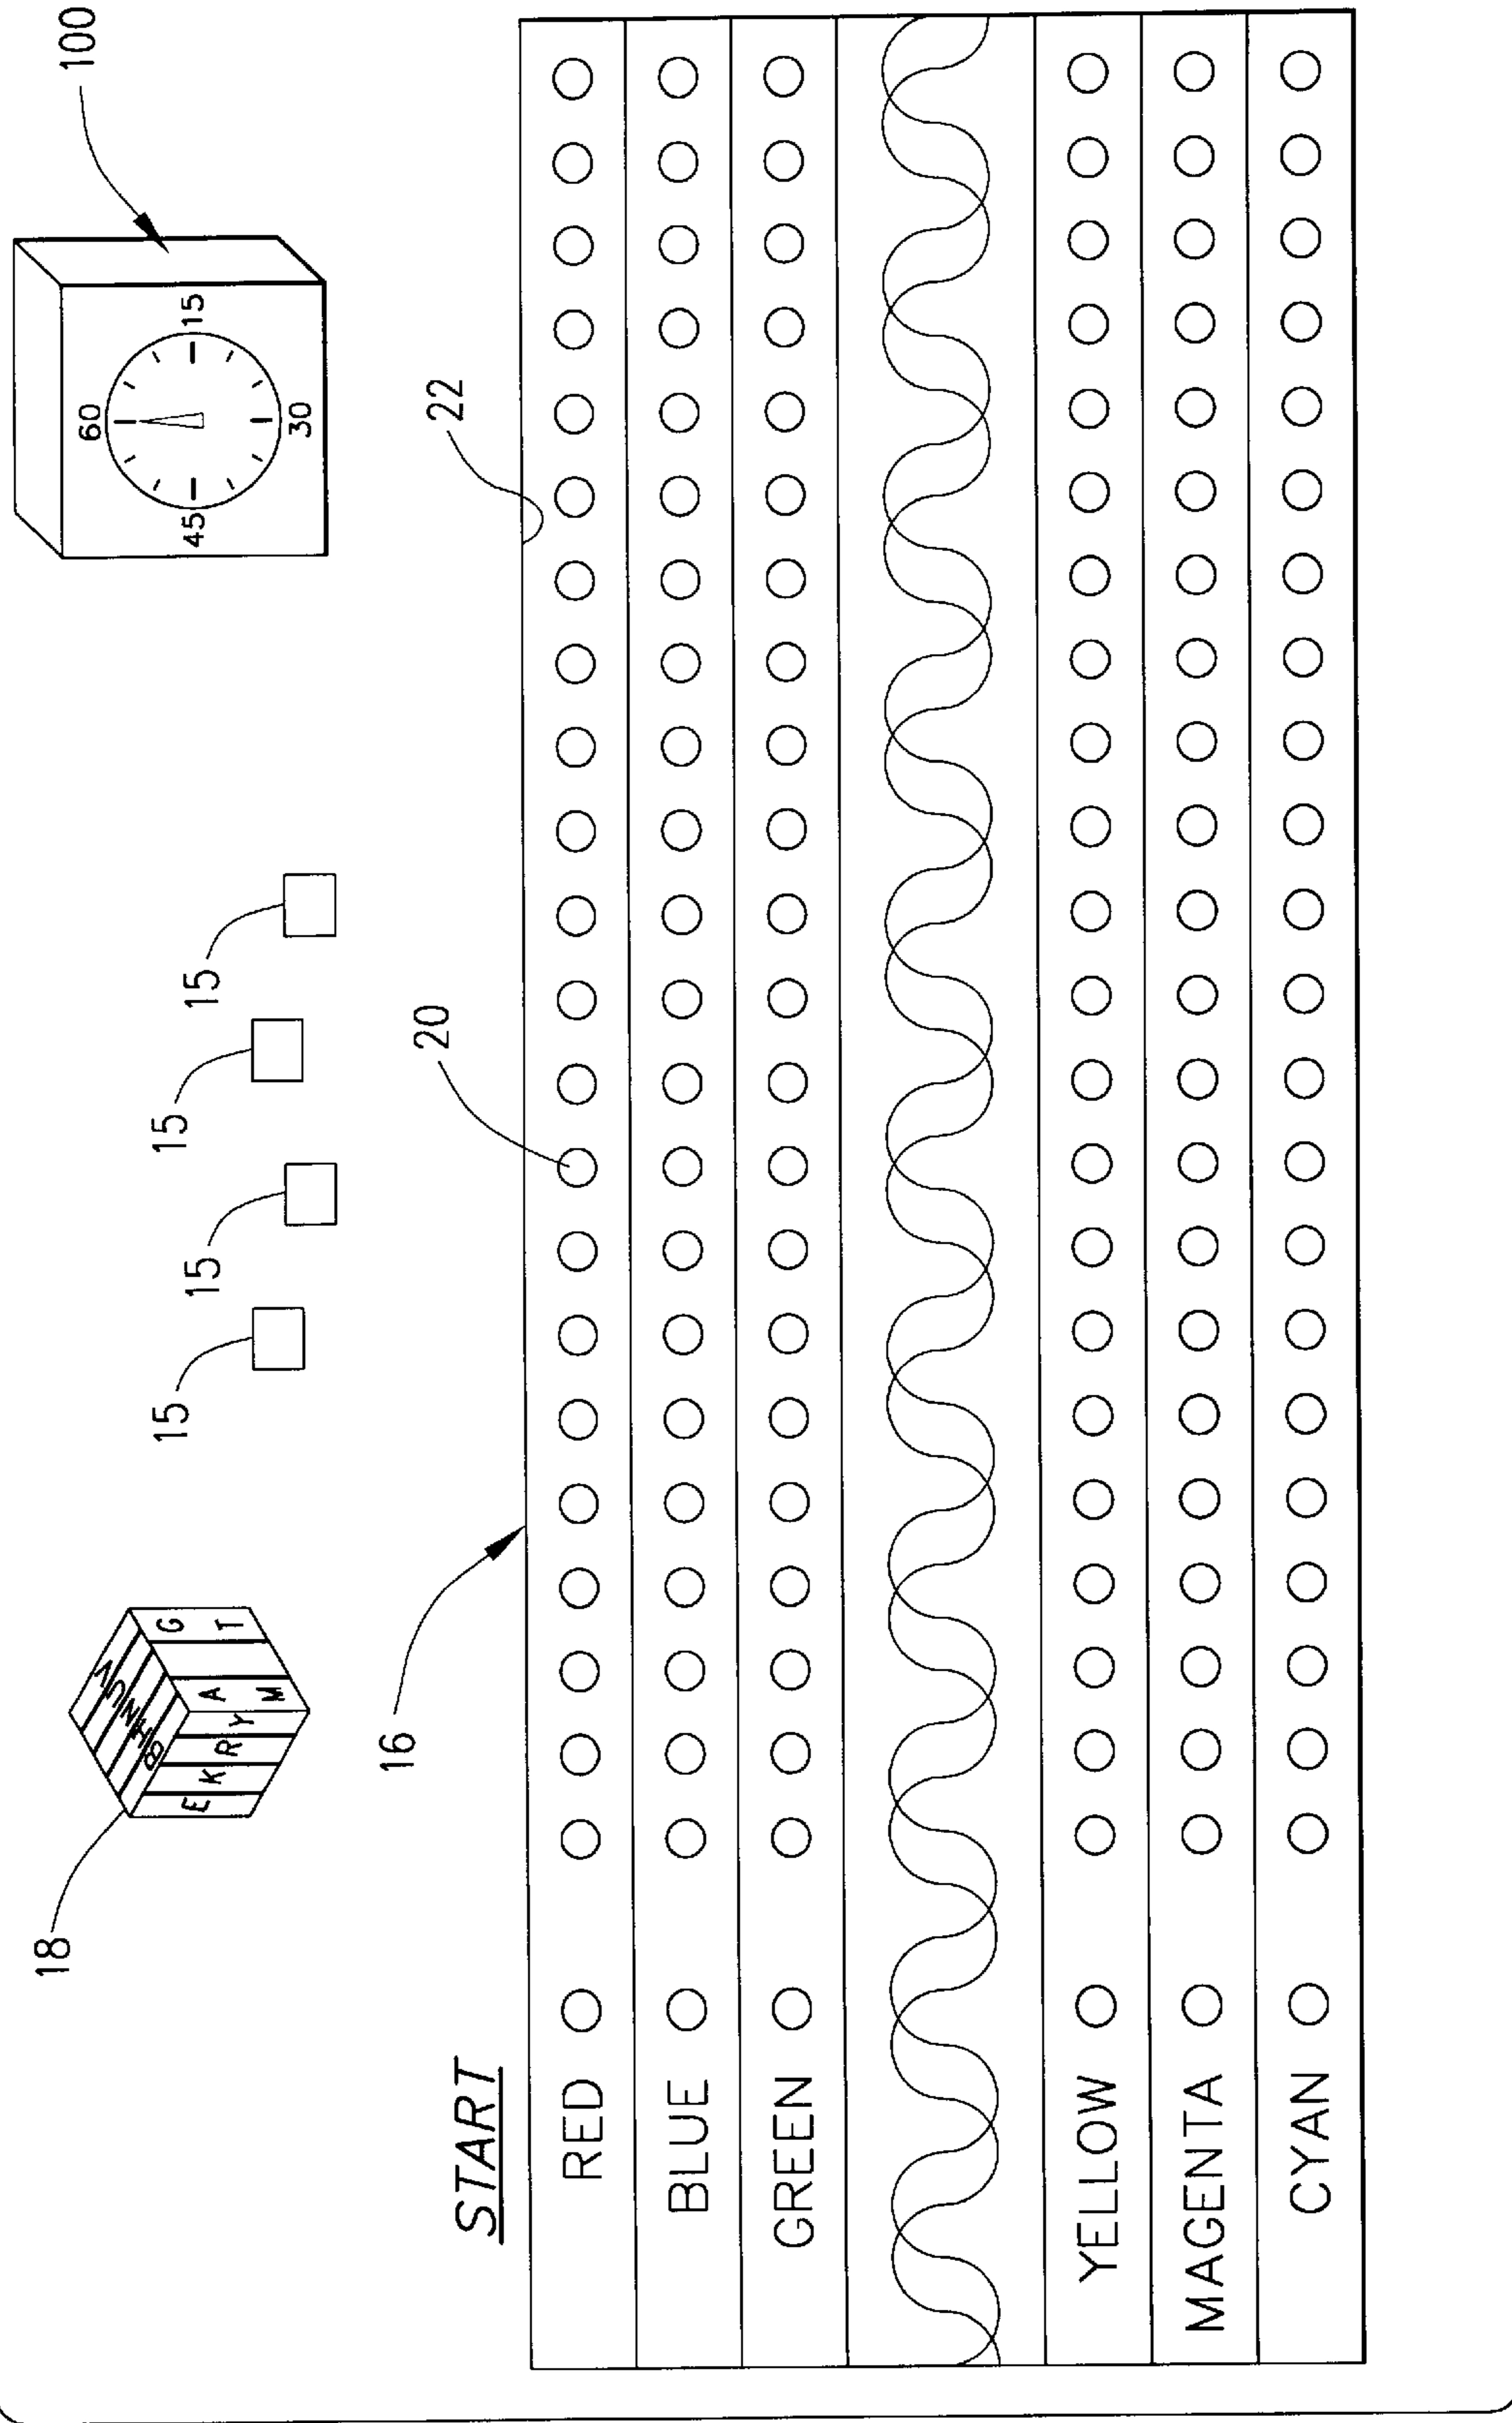 18
B H N U V
E K R Y
A G
M T
15
15
15
15
100
60
45 15
30
16
20
22
START
RED
BLUE
GREEN
YELLOW
MAGENTA
CYAN